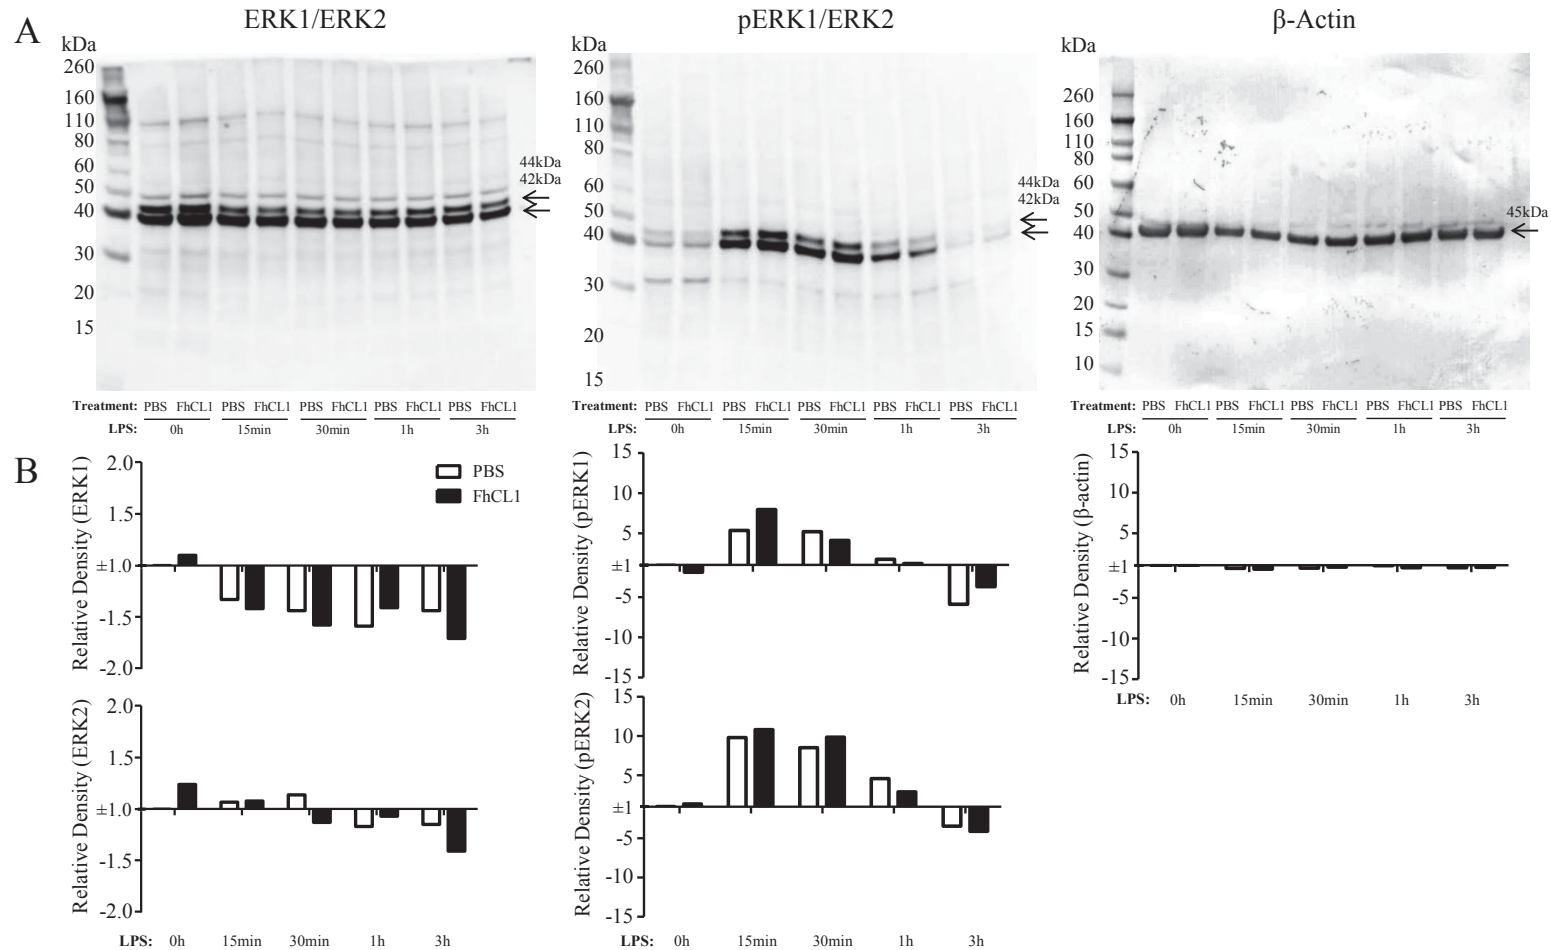 A
ERK1/ERK2
pERK1/ERK2
β-Actin
kDa
260
160
110
80
60
50
40
30
20
15
44kDa
42kDa
Treatment: PBS FhCL1 PBS FhCL1 PBS FhCL1 PBS FhCL1 PBS FhCL1
LPS: 0h 15min 30min 1h 3h
kDa
260
160
110
80
60
50
40
30
20
15
44kDa
42kDa
Treatment: PBS FhCL1 PBS FhCL1 PBS FhCL1 PBS FhCL1 PBS FhCL1
LPS: 0h 15min 30min 1h 3h
kDa
260
160
110
80
60
50
40
30
20
15
10
45kDa
Treatment: PBS FhCL1 PBS FhCL1 PBS FhCL1 PBS FhCL1 PBS FhCL1
LPS: 0h 15min 30min 1h 3h
B
Relative Density (ERK1)
2.0
1.5
±1.0
-1.5
-2.0
PBS
FhCL1
Relative Density (pERK1)
15
10
5
±1
-5
-10
-15
Relative Density (β-actin)
15
10
5
±1
-5
-10
-15
LPS: 0h 15min 30min 1h 3h
Relative Density (ERK2)
2.0
1.5
±1.0
-1.5
-2.0
LPS: 0h 15min 30min 1h 3h
Relative Density (pERK2)
15
10
5
±1
-5
-10
-15
LPS: 0h 15min 30min 1h 3h